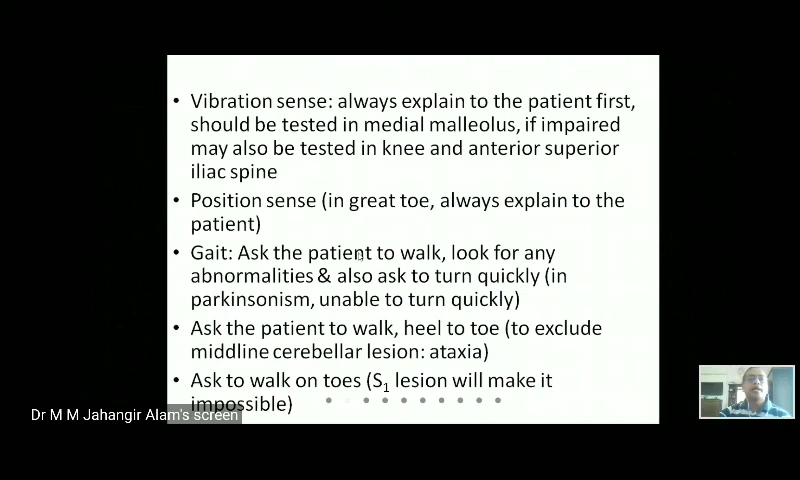 • Vibration sense: always explain to the patient first,
should be tested in medial malleolus, if impaired
may also be tested in knee and anterior superior
iliac spine
• Position sense (in great toe, always explain to the
patient)
• Gait: Ask the patient to walk, look for any
abnormalities & also ask to turn quickly (in
parkinsonism, unable to turn quickly)
• Ask the patient to walk, heel to toe (to exclude
middline cerebellar lesion: ataxia)
• Ask to walk on toes (S₁ lesion will make it
impossible)
Dr M M Jahangir Alam's screen